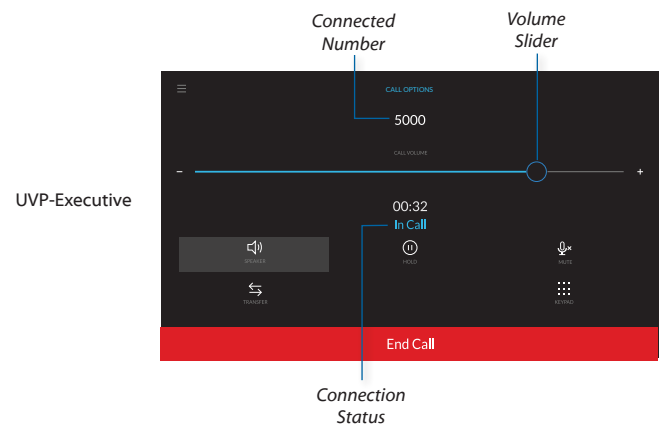 Connected
Number
Volume
Slider
CALL OPTIONS
5000
CALL VOLUME
- +
UVP-Executive
00:32
In Call
SPEAKER HOLD MUTE
TRANSFER KEYPAD
End Call
Connection
Status